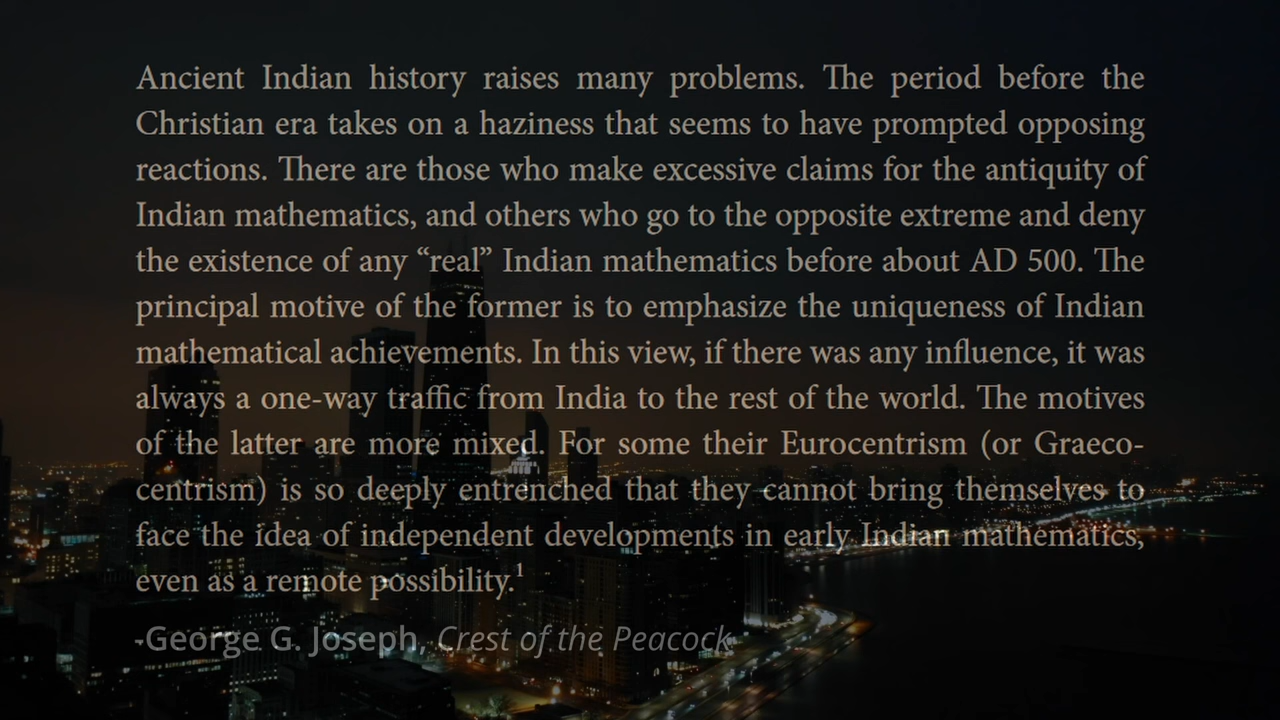 Ancient Indian history raises many problems. The period before the
Christian era takes on a haziness that seems to have prompted opposing
reactions. There are those who make excessive claims for the antiquity of
Indian mathematics, and others who go to the opposite extreme and deny
the existence of any “real” Indian mathematics before about AD 500. The
principal motive of the former is to emphasize the uniqueness of Indian
mathematical achievements. In this view, if there was any influence, it was
always a one-way traffic from India to the rest of the world. The motives
of the latter are more mixed. For some their Eurocentrism (or Graeco-
centrism) is so deeply entrenched that they cannot bring themselves to
face the idea of independent developments in early Indian mathematics,
even as a remote possibility.¹
-George G. Joseph, Crest of the Peacock